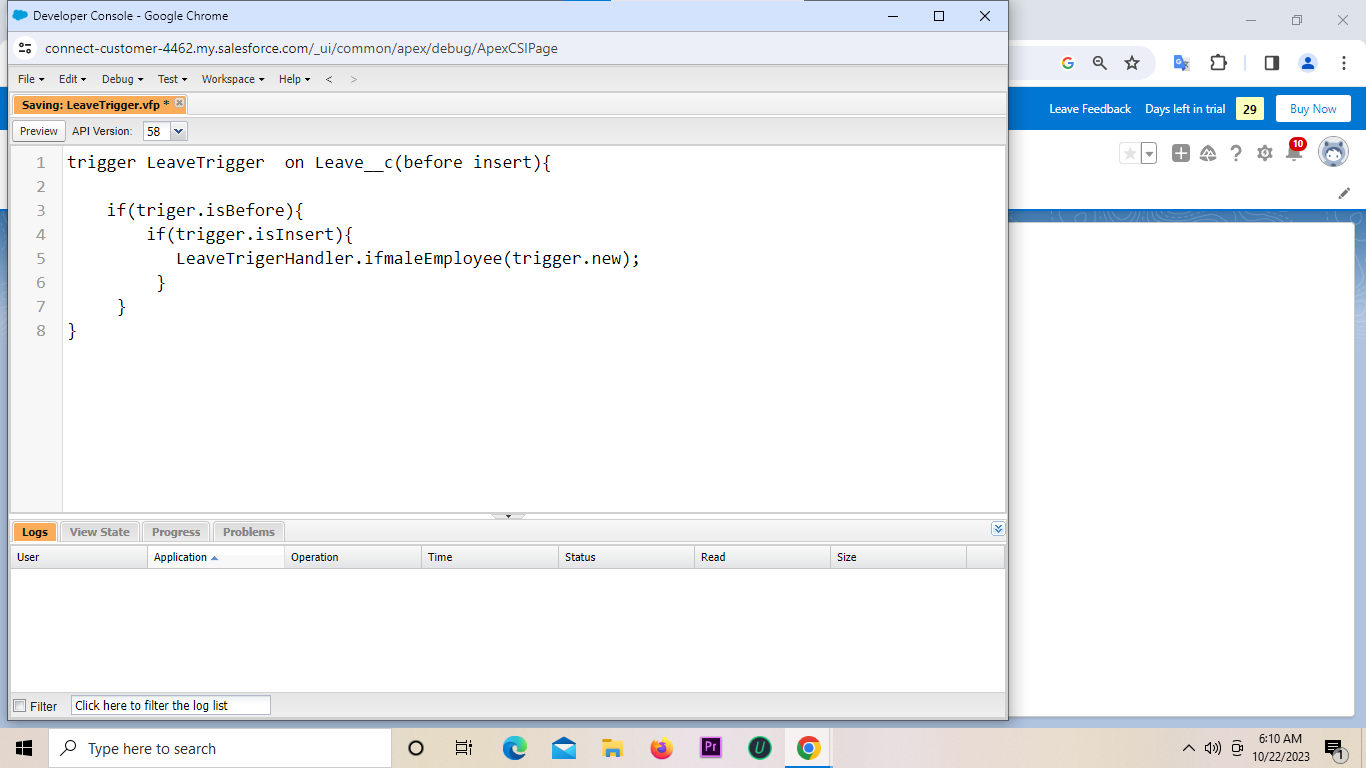 Developer Console - Google Chrome
connect-customer-4462.my.salesforce.com/_ui/common/apex/debug/ApexCSIPage
File Edit Debug Test Workspace Help < >
Saving: LeaveTrigger.vfp *
Preview API Version: 58
1 trigger LeaveTrigger  on Leave__c(before insert){
2
3     if(triger.isBefore){
4         if(trigger.isInsert){
5            LeaveTrigerHandler.ifmaleEmployee(trigger.new);
6          }
7      }
8 }
Leave Feedback Days left in trial 29 Buy Now
10
Logs View State Progress Problems
User Application Operation Time Status Read Size
Filter Click here to filter the log list
Type here to search
Pr
U
6:10 AM
10/22/2023
1